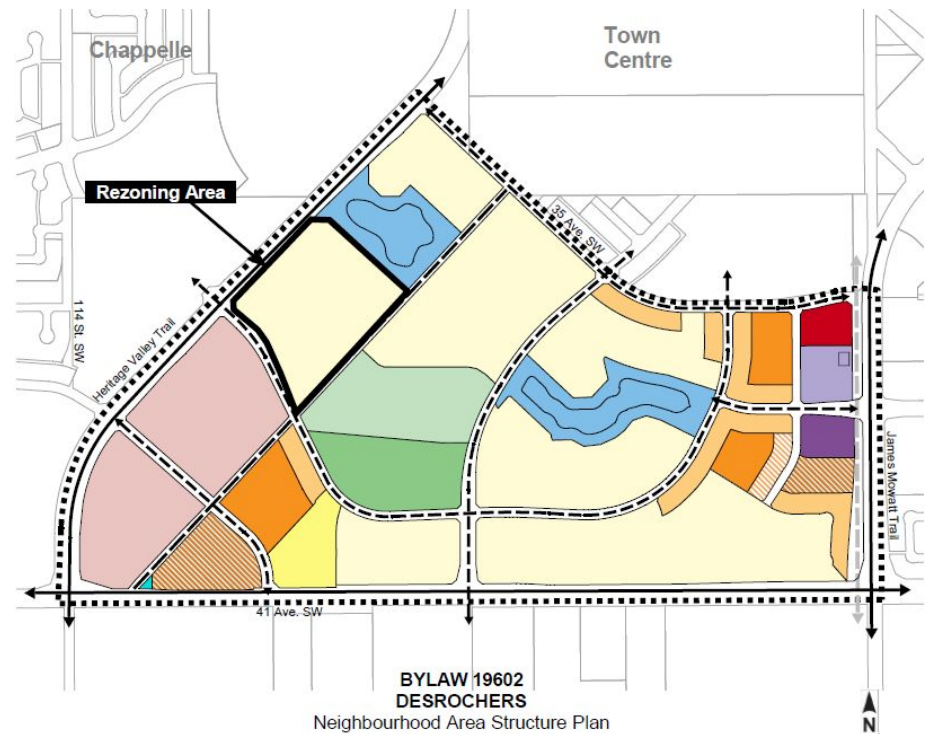 Chappelle
Town
Centre
Rezoning Area
35 Ave. SW
114 St. SW
Heritage Valley Trail
James Mowatt Trail
41 Ave. SW
BYLAW 19602
DESROCHERS
Neighbourhood Area Structure Plan
N